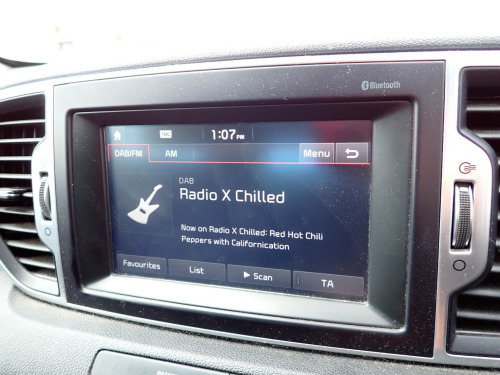 Bluetooth
TMC
1:07 PM
DAB/FM
AM
Menu
DAB
Radio X Chilled
Now on Radio X Chilled: Red Hot Chili
Peppers with Californication
Favourites
List
Scan
TA